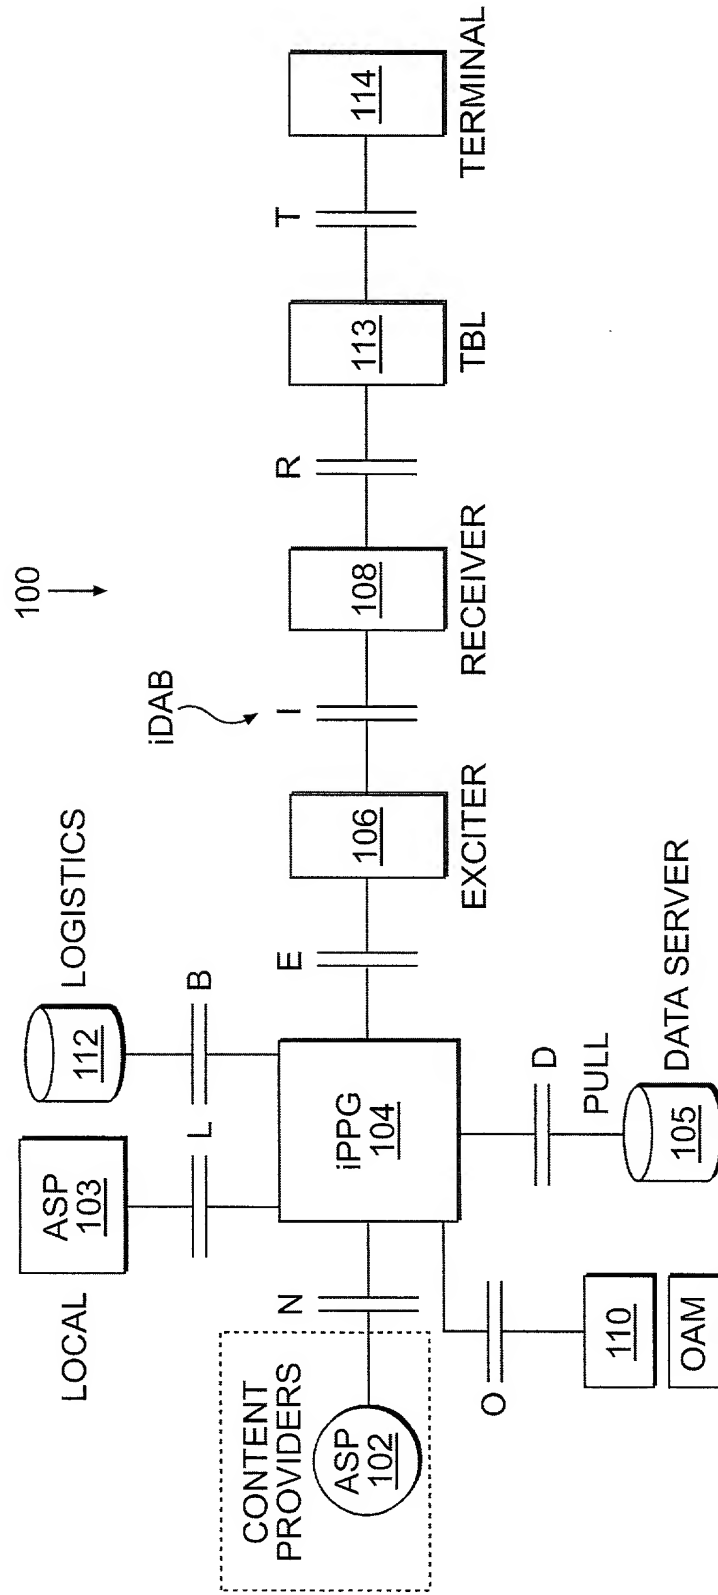 100
LOCAL
ASP
103
LOGISTICS
112
L
B
iDAB
CONTENT
PROVIDERS
ASP
102
N
iPPG
104
E
106
EXCITER
I
108
RECEIVER
R
113
TBL
T
114
TERMINAL
O
110
OAM
D
PULL
105
DATA SERVER